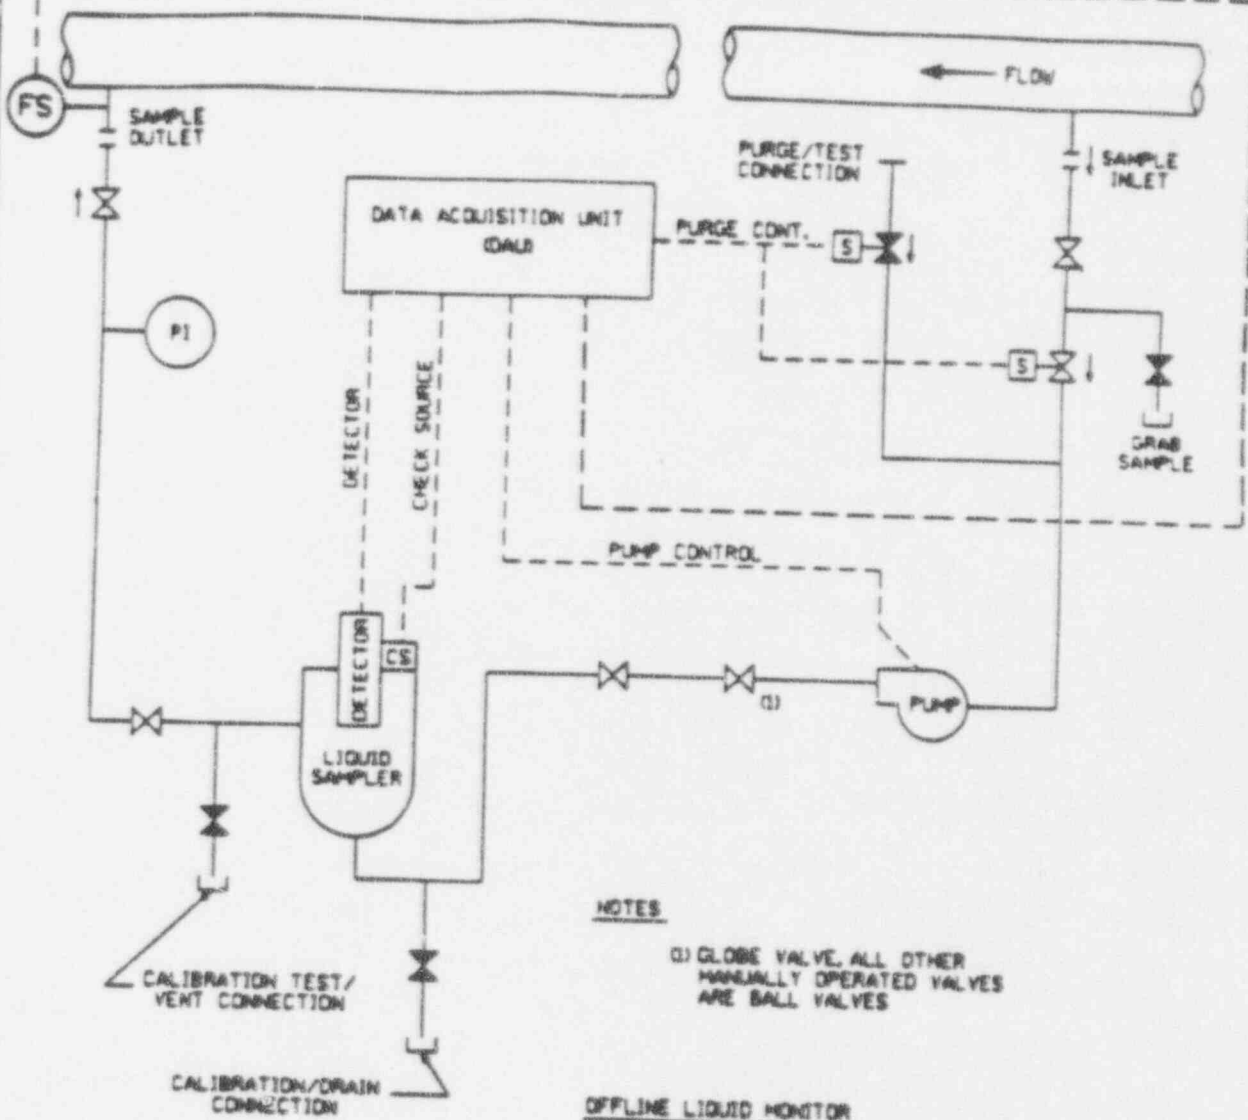 FLOW
FS
SAMPLE
OUTLET
PURGE/TEST
CONNECTION
SAMPLE
INLET
DATA ACQUISITION UNIT
(DAU)
PURGE CONT.
S
PI
S
DETECTOR
CHECK SOURCE
GRAB
SAMPLE
PUMP CONTROL
DETECTOR
CS
(1)
PUMP
LIQUID
SAMPLER
NOTES
(1) GLOBE VALVE, ALL OTHER
MANUALLY OPERATED VALVES
ARE BALL VALVES
CALIBRATION TEST/
VENT CONNECTION
CALIBRATION/DRAIN
CONNECTION
OFFLINE LIQUID MONITOR